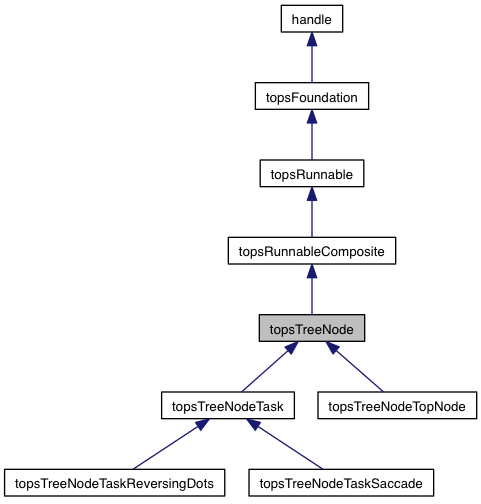 handle
topsFoundation
topsRunnable
topsRunnableComposite
topsTreeNode
topsTreeNodeTask
topsTreeNodeTopNode
topsTreeNodeTaskReversingDots
topsTreeNodeTaskSaccade